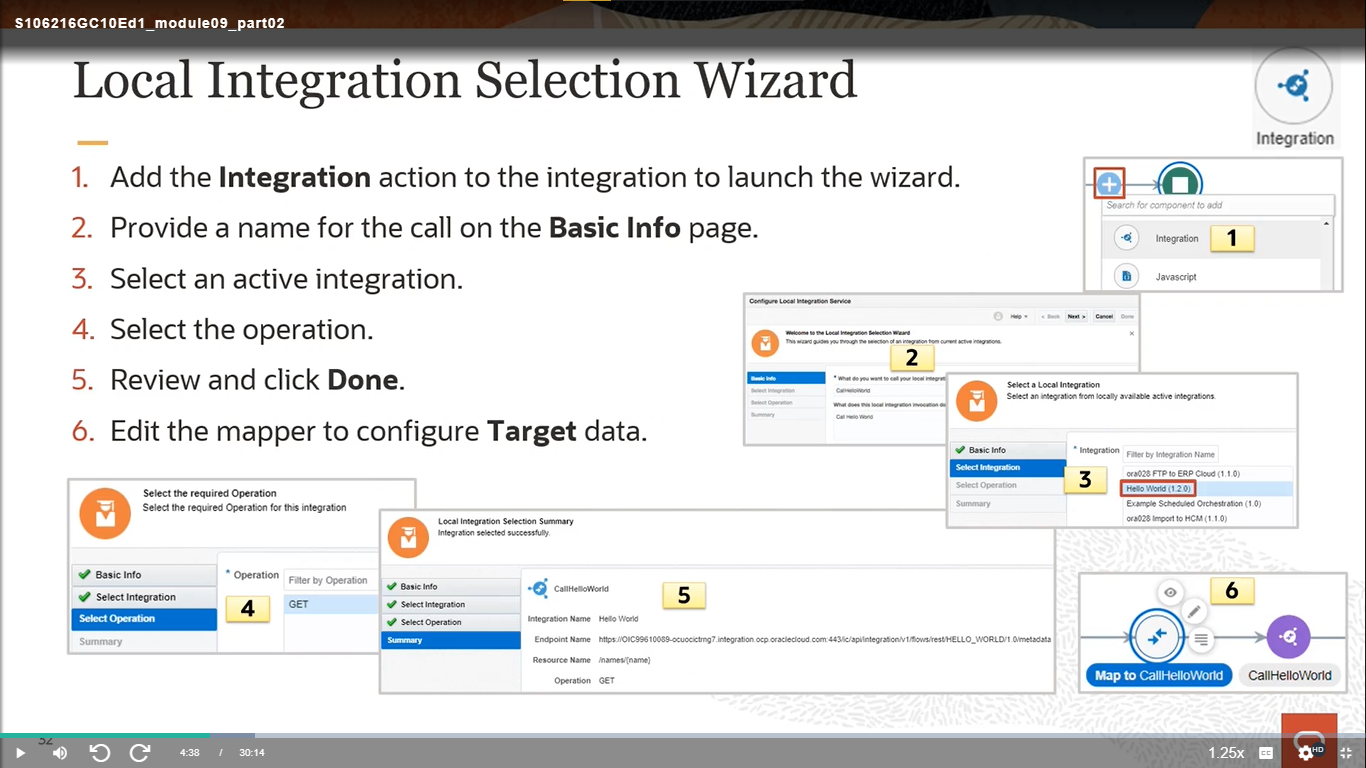 S106216GC10Ed1_module09_part02
Local Integration Selection Wizard
Integration
1. Add the Integration action to the integration to launch the wizard.
2. Provide a name for the call on the Basic Info page.
3. Select an active integration.
4. Select the operation.
5. Review and click Done.
6. Edit the mapper to configure Target data.
Search for component to add
Integration
1
Javascript
Configure Local Integration Service
Help
< Back
Next >
Cancel
Done
Welcome to the Local Integration Selection Wizard
This wizard guides you through the selection of an integration from current active integrations.
2
Basic Info
Select Integration
Select Operation
Summary
* What do you want to call your local integrat
CallHelloWorld
What does this local integration invocation do
Call Hello World
Select a Local Integration
Select an integration from locally available active integrations.
Basic Info
Select Integration
Select Operation
Summary
3
* Integration
Filter by Integration Name
ora028 FTP to ERP Cloud (1.1.0)
Hello World (1.2.0)
Example Scheduled Orchestration (1.0)
ora028 Import to HCM (1.1.0)
Select the required Operation
Select the required Operation for this integration
Basic Info
Select Integration
Select Operation
Summary
* Operation
Filter by Operation
4
GET
Local Integration Selection Summary
Integration selected successfully.
Basic Info
Select Integration
Select Operation
Summary
CallHelloWorld
5
Integration Name Hello World
Endpoint Name https://OIC99610089-ocuocictrng7.integration.ocp.oraclecloud.com:443/ic/api/integration/v1/flows/rest/HELLO_WORLD/1.0/metadata
Resource Name /names/{name}
Operation GET
6
Map to CallHelloWorld
CallHelloWorld
4:38 / 30:14
1.25x
HD